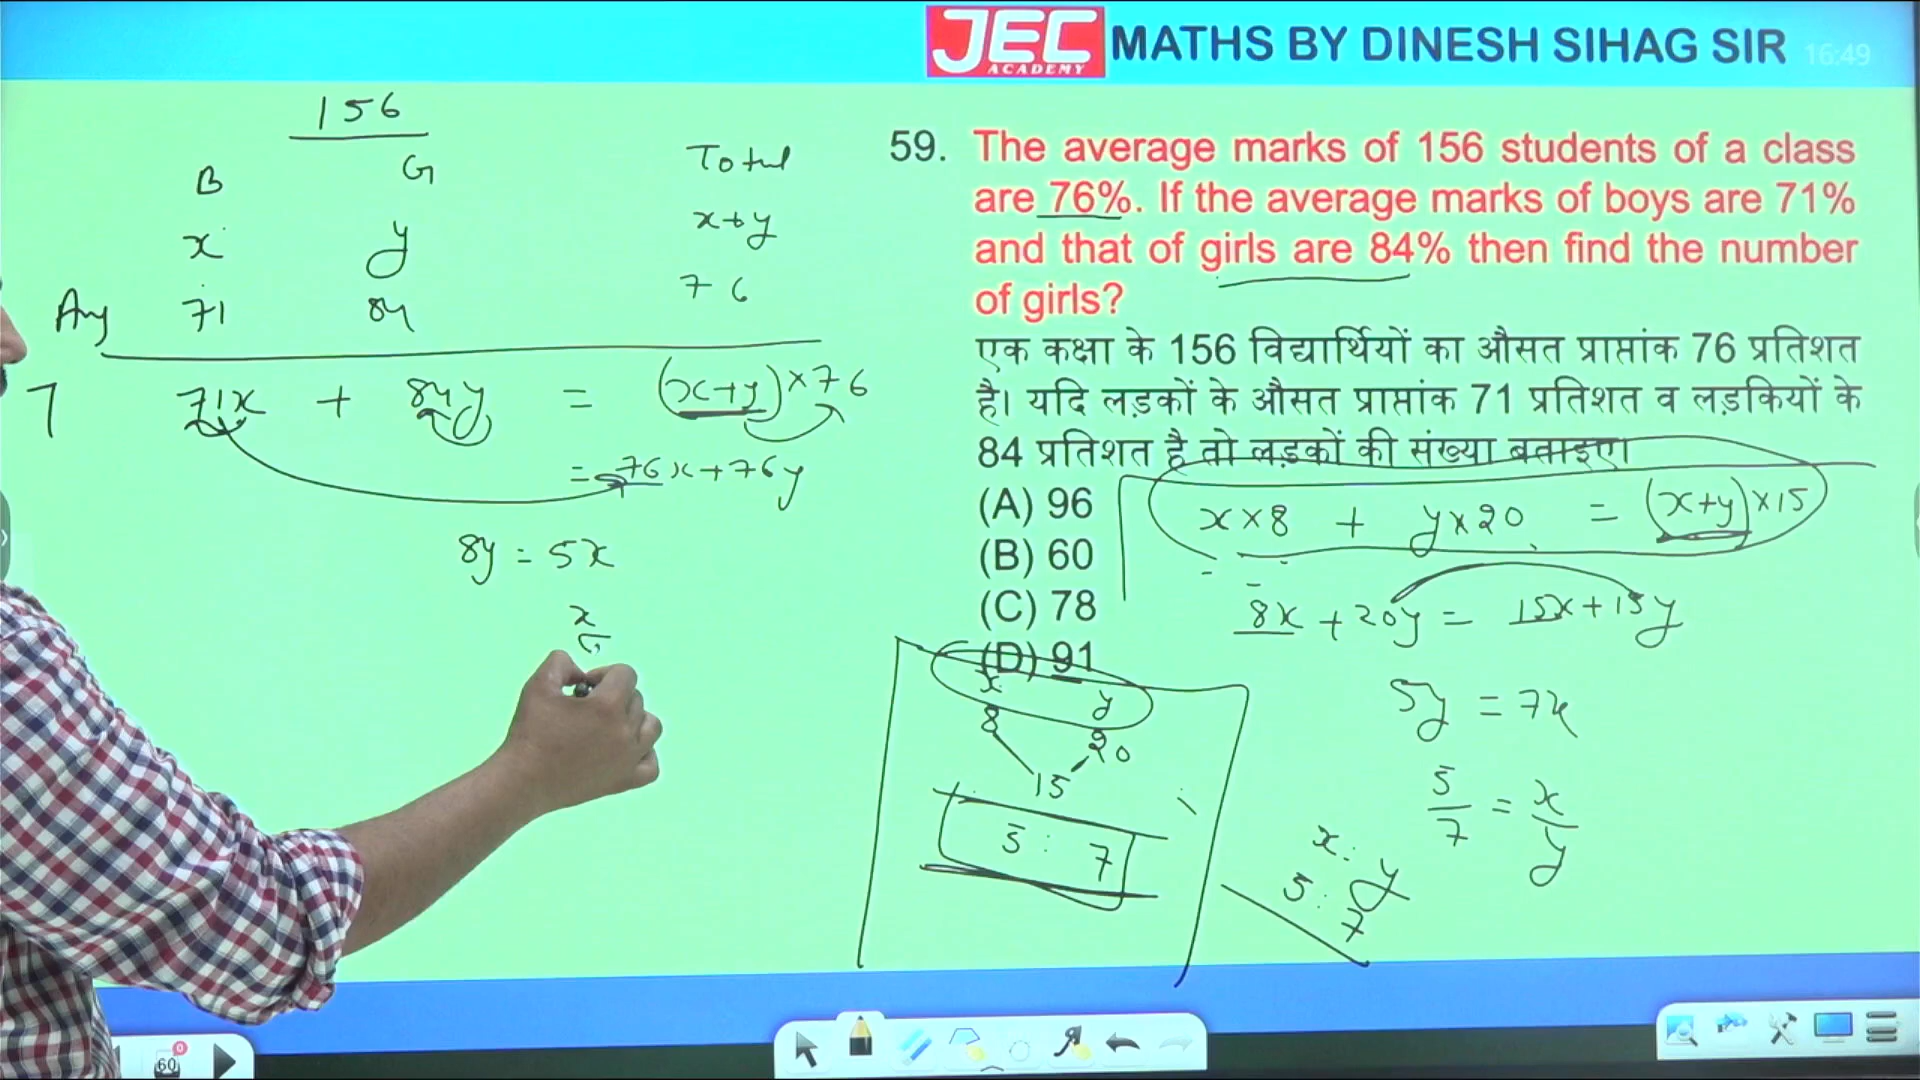 JEC
ACADEMY
MATHS BY DINESH SIHAG SIR
16:49
156
B G Total
x y x+y
71 84 76
71x + 84y = (x+y)×76
= 76x+76y
8y = 5x
x
59. The average marks of 156 students of a class
are 76%. If the average marks of boys are 71%
and that of girls are 84% then find the number
of girls?
एक कक्षा के 156 विद्यार्थियों का औसत प्राप्तांक 76 प्रतिशत
है। यदि लड़कों के औसत प्राप्तांक 71 प्रतिशत व लड़कियों के
84 प्रतिशत है तो लड़कों की संख्या बताइए।
(A) 96
(B) 60
(C) 78
(D) 91
x×8 + y×20 = (x+y)×15
8x + 20y = 15x+15y
5y = 7x
5/7 = x/y
x : y
5 : 7
x y
8 20
15
5 : 7
60
0